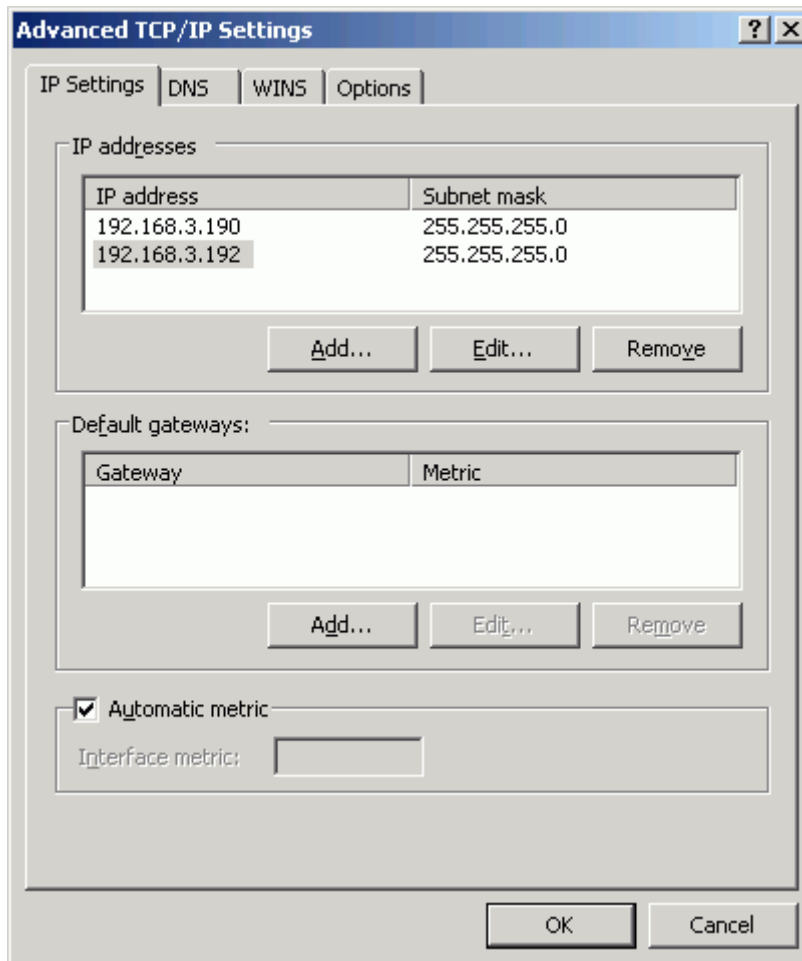 Advanced TCP/IP Settings
IP Settings DNS WINS Options
IP addresses
IP address Subnet mask
192.168.3.190 255.255.255.0
192.168.3.192 255.255.255.0
Add... Edit... Remove
Default gateways:
Gateway Metric
Add... Edit... Remove
Automatic metric
Interface metric:
OK Cancel